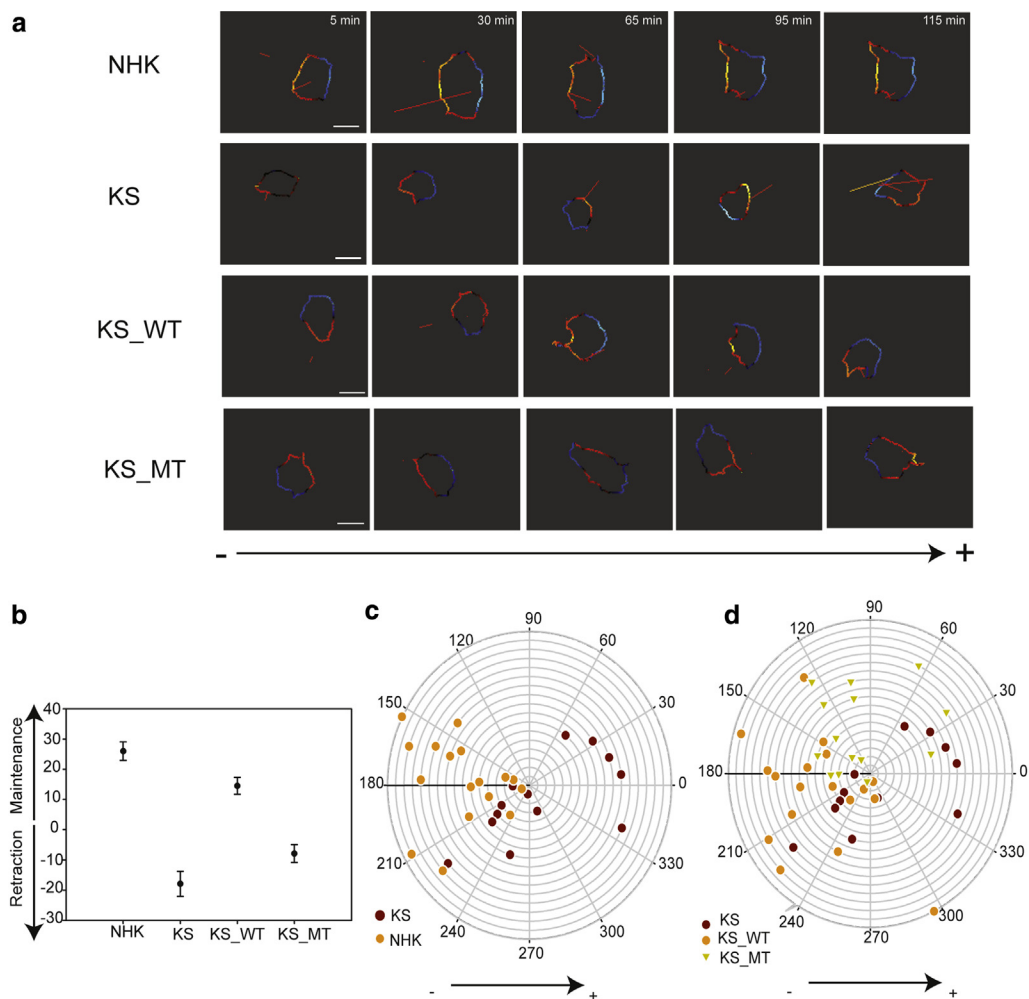 a
5 min 30 min 65 min 95 min 115 min
NHK
KS
KS_WT
KS_MT
- +
b
40
30
20
10
0
-10
-20
-30
Maintenance
Retraction
NHK KS KS_WT KS_MT
c
90
120 60
150 30
180 0
210 330
240 300
270
KS
NHK
- +
d
90
120 60
150 30
180 0
210 330
240 300
270
KS
KS_WT
KS_MT
- +